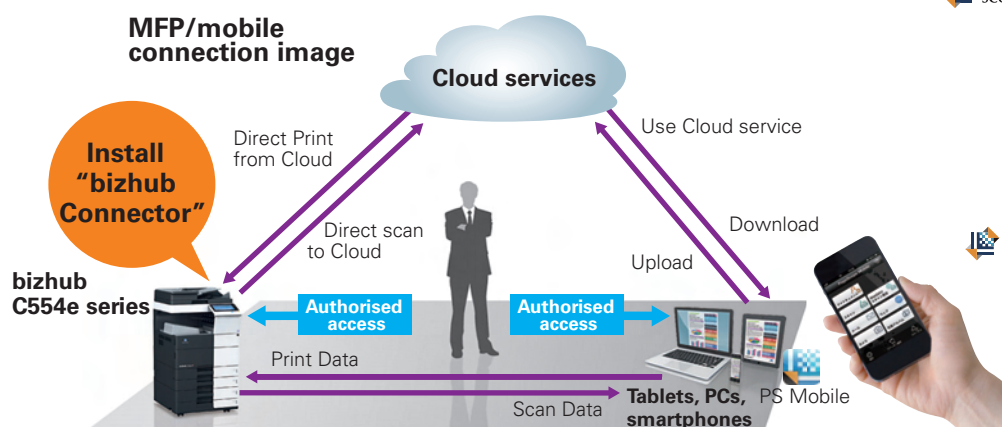 MFP/mobile
connection image
Cloud services
Direct Print
from Cloud
Use Cloud service
Install
“bizhub
Connector”
Direct scan
to Cloud
Download
Upload
bizhub
C554e series
Authorised
access
Authorised
access
Print Data
Scan Data
Tablets, PCs,
smartphones
PS Mobile